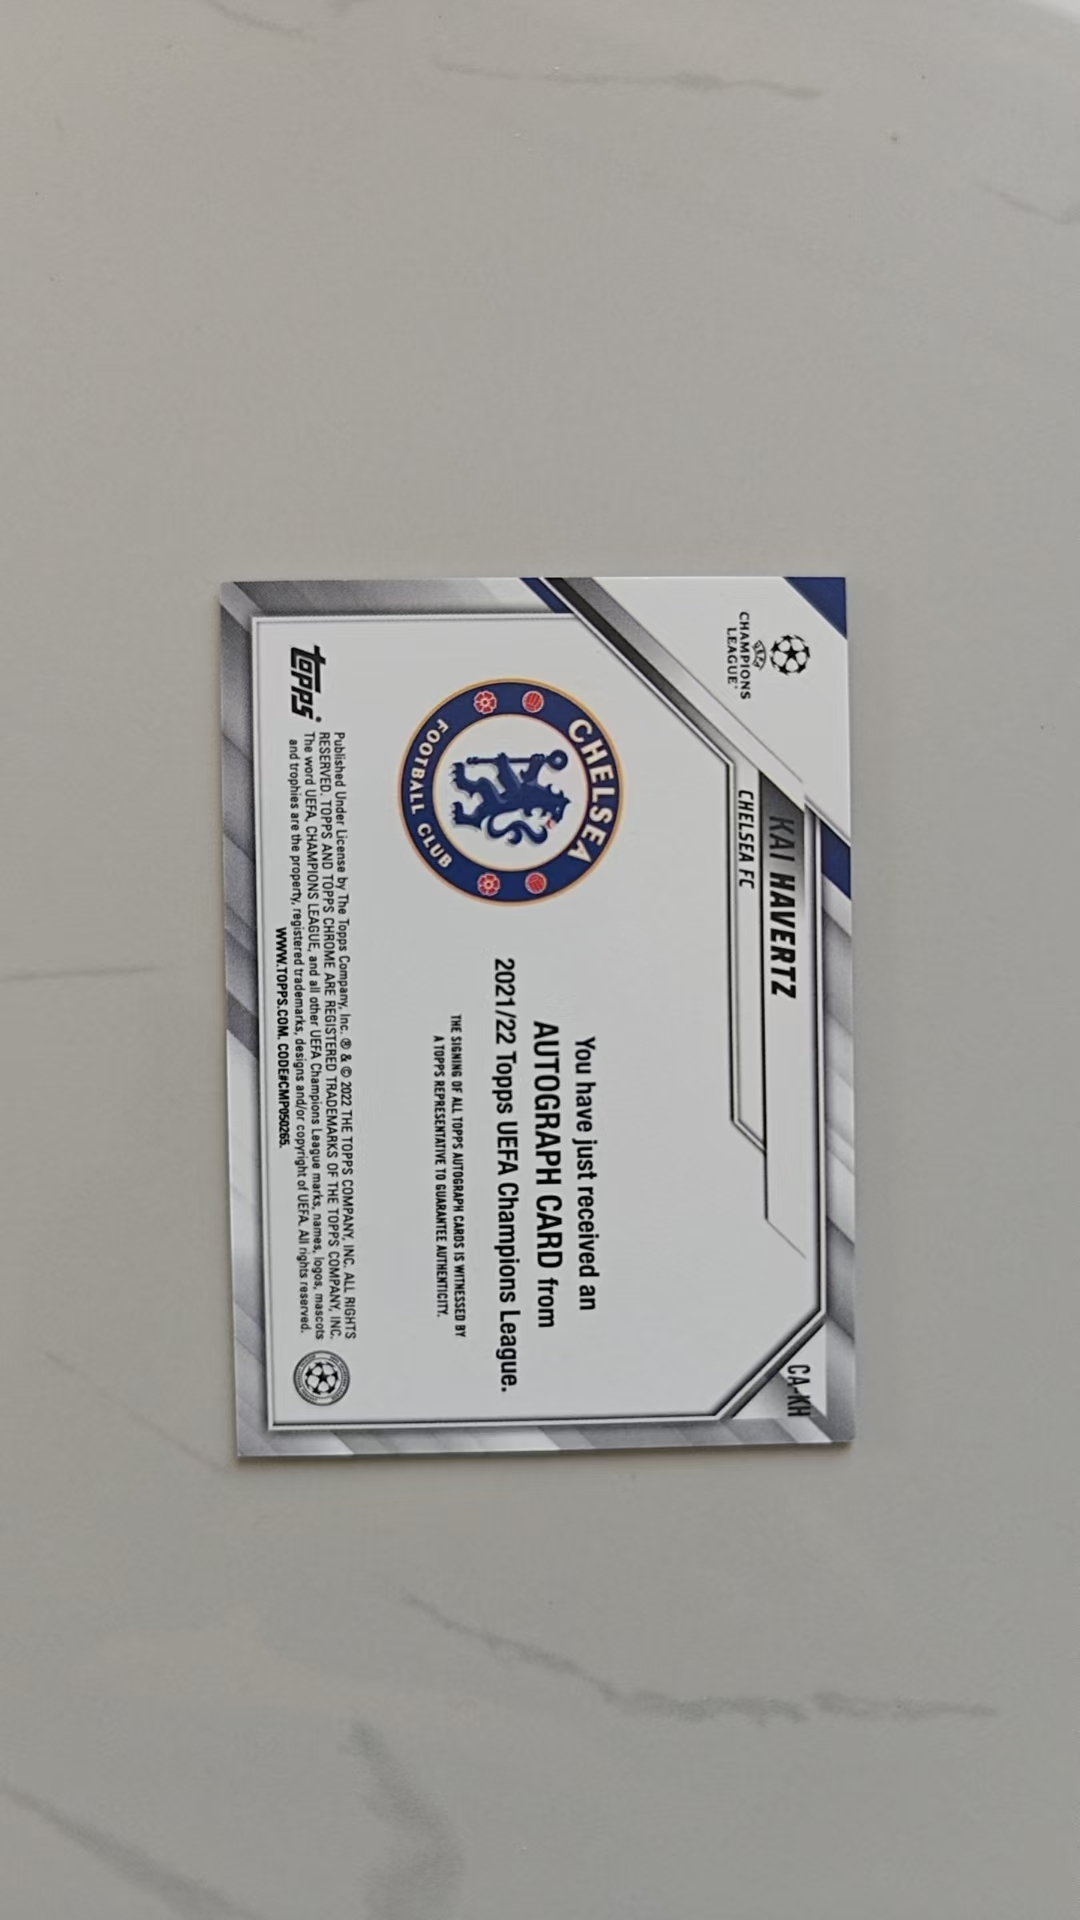 UEFA
CHAMPIONS
LEAGUE®
KAI HAVERTZ
CHELSEA FC
CA-KH
CHELSEA
FOOTBALL CLUB
You have just received an
AUTOGRAPH CARD from
2021/22 Topps UEFA Champions League.
THE SIGNING OF ALL TOPPS AUTOGRAPH CARDS IS WITNESSED BY
A TOPPS REPRESENTATIVE TO GUARANTEE AUTHENTICITY.
topps®
Published Under License by The Topps Company, Inc. ® & © 2022 THE TOPPS COMPANY, INC. ALL RIGHTS
RESERVED. TOPPS AND TOPPS CHROME ARE REGISTERED TRADEMARKS OF THE TOPPS COMPANY, INC.
The word UEFA, CHAMPIONS LEAGUE, and all other UEFA Champions League marks, names, logos, mascots
and trophies are the property, registered trademarks, designs and/or copyright of UEFA. All rights reserved.
WWW.TOPPS.COM. CODE#CMP050265.